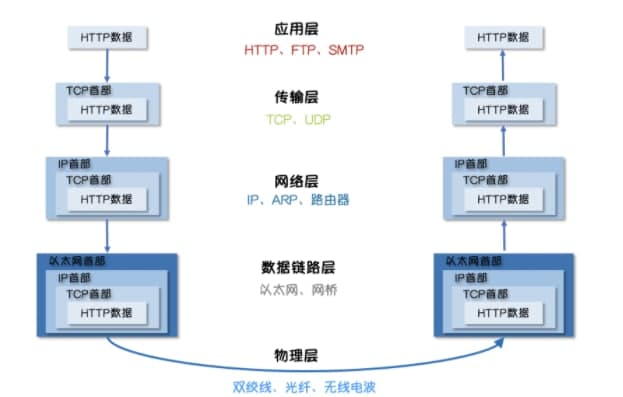 HTTP数据
应用层
HTTP、FTP、SMTP
HTTP数据
TCP首部
HTTP数据
传输层
TCP、UDP
TCP首部
HTTP数据
IP首部
TCP首部
HTTP数据
网络层
IP、ARP、路由器
IP首部
TCP首部
HTTP数据
以太网首部
IP首部
TCP首部
HTTP数据
数据链路层
以太网、网桥
以太网首部
IP首部
TCP首部
HTTP数据
物理层
双绞线、光纤、无线电波